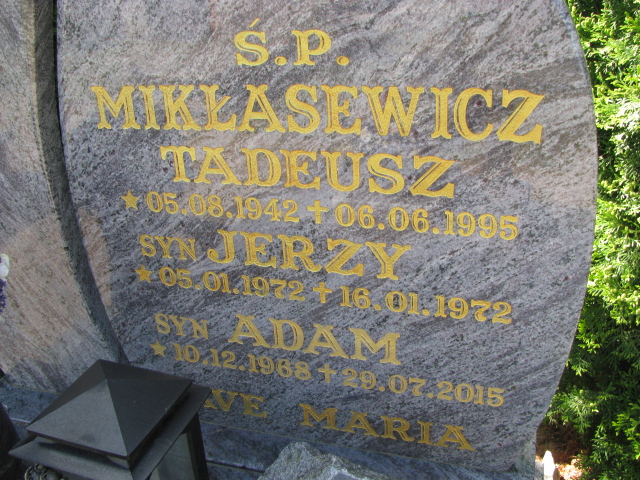 Ś.P.
MIKŁASEWICZ
TADEUSZ
★05.08.1942 ✝06.06.1995
SYN JERZY
★05.01.1972 ✝16.01.1972
SYN ADAM
★10.12.1968 ✝29.07.2015
AVE MARIA